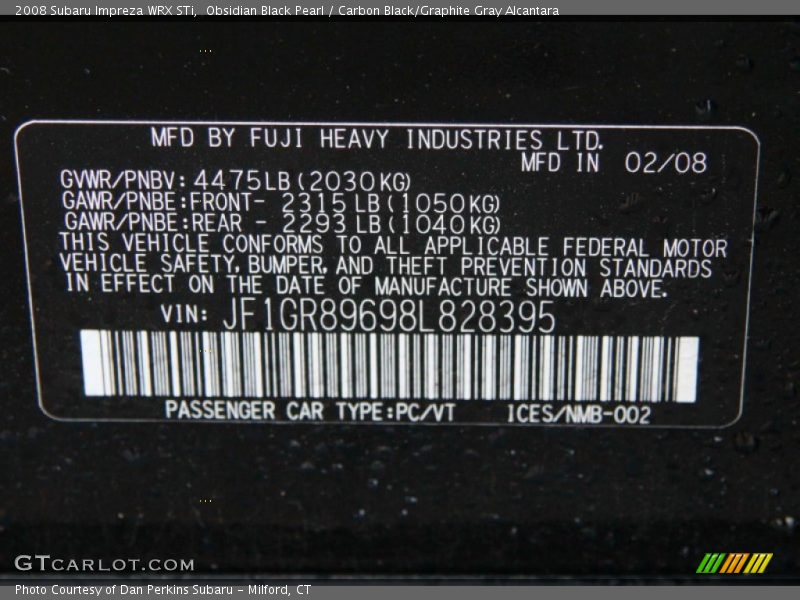 2008 Subaru Impreza WRX STi,  Obsidian Black Pearl / Carbon Black/Graphite Gray Alcantara
MFD BY FUJI HEAVY INDUSTRIES LTD.
MFD IN 02/08
GVWR/PNBV: 4475LB(2030KG)
GAWR/PNBE:FRONT- 2315 LB(1050KG)
GAWR/PNBE:REAR - 2293 LB(1040KG)
THIS VEHICLE CONFORMS TO ALL APPLICABLE FEDERAL MOTOR
VEHICLE SAFETY, BUMPER, AND THEFT PREVENTION STANDARDS
IN EFFECT ON THE DATE OF MANUFACTURE SHOWN ABOVE.
VIN: JF1GR89698L828395
PASSENGER CAR TYPE:PC/VT ICES/NMB-002
GTCARLOT.COM
Photo Courtesy of Dan Perkins Subaru - Milford, CT